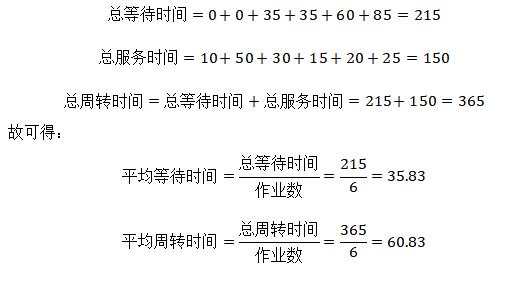 总等待时间=0+0+35+35+60+85=215
总服务时间=10+50+30+15+20+25=150
总周转时间=总等待时间+总服务时间=215+150=365
故可得：
平均等待时间=总等待时间/作业数=215/6=35.83
平均周转时间=总周转时间/作业数=365/6=60.83